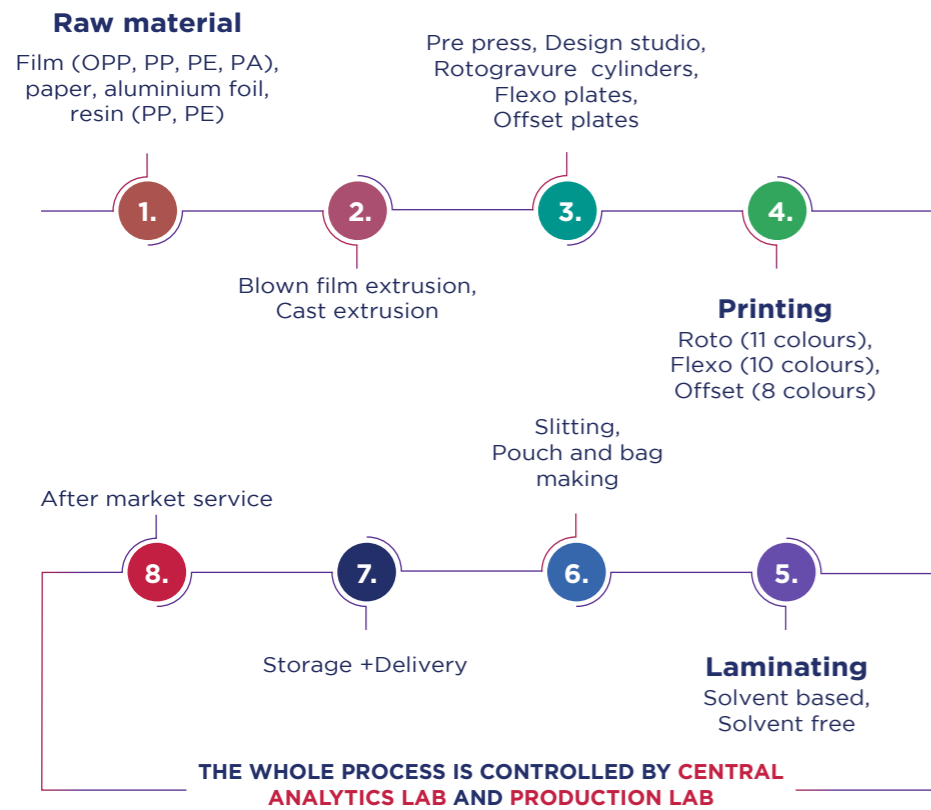 Raw material
Film (OPP, PP, PE, PA),
paper, aluminium foil,
resin (PP, PE)
1.
2.
Blown film extrusion,
Cast extrusion
Pre press, Design studio,
Rotogravure cylinders,
Flexo plates,
Offset plates
3.
4.
Printing
Roto (11 colours),
Flexo (10 colours),
Offset (8 colours)
5.
Laminating
Solvent based,
Solvent free
Slitting,
Pouch and bag
making
6.
7.
Storage +Delivery
After market service
8.
THE WHOLE PROCESS IS CONTROLLED BY CENTRAL
ANALYTICS LAB AND PRODUCTION LAB